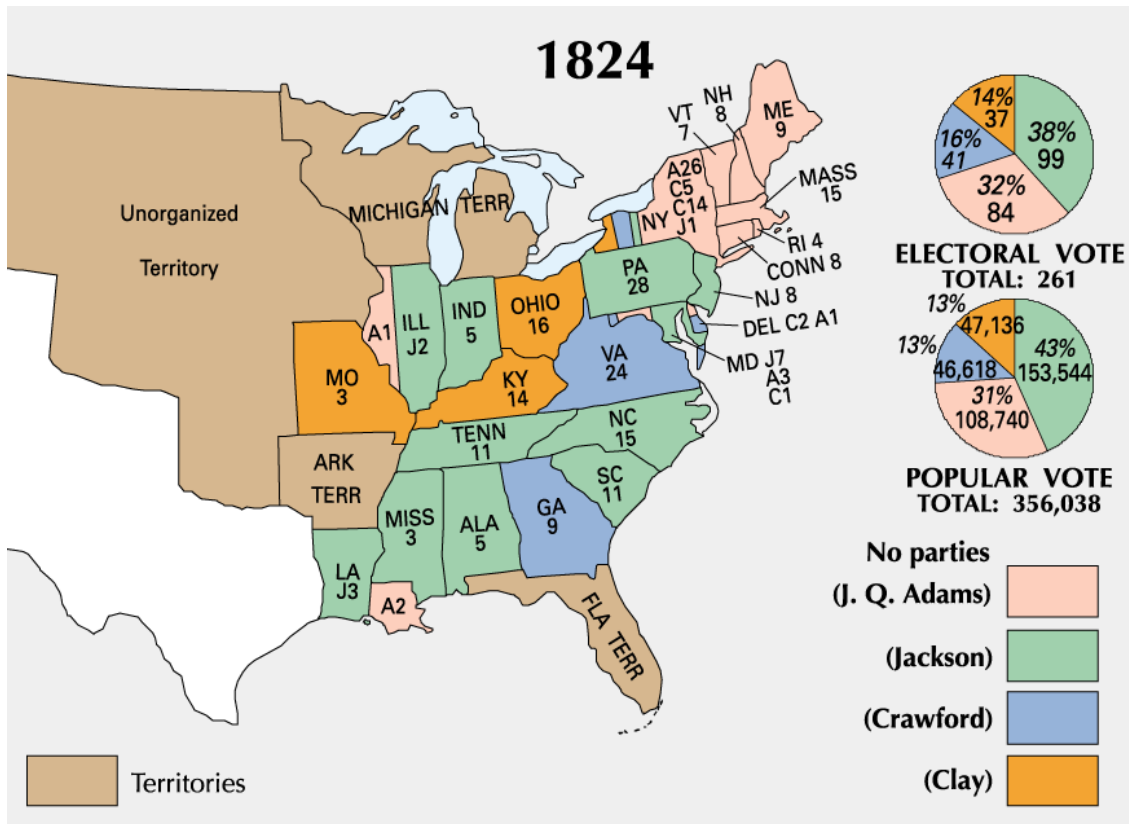 1824
Unorganized
Territory
MICHIGAN TERR
VT
7
NH
8
ME
9
MASS
15
A26
C5
C14
NY J1
RI 4
CONN 8
NJ 8
DEL C2 A1
MD J7
A3
C1
PA
28
OHIO
16
IND
5
ILL
J2
A1
MO
3
KY
14
VA
24
TENN
11
NC
15
SC
11
GA
9
ALA
5
MISS
3
ARK
TERR
LA
J3
A2
FLA TERR
14%
37
38%
99
16%
41
32%
84
ELECTORAL VOTE
TOTAL: 261
13%
47,136
43%
153,544
13%
46,618
31%
108,740
POPULAR VOTE
TOTAL: 356,038
No parties
(J. Q. Adams)
(Jackson)
(Crawford)
(Clay)
Territories